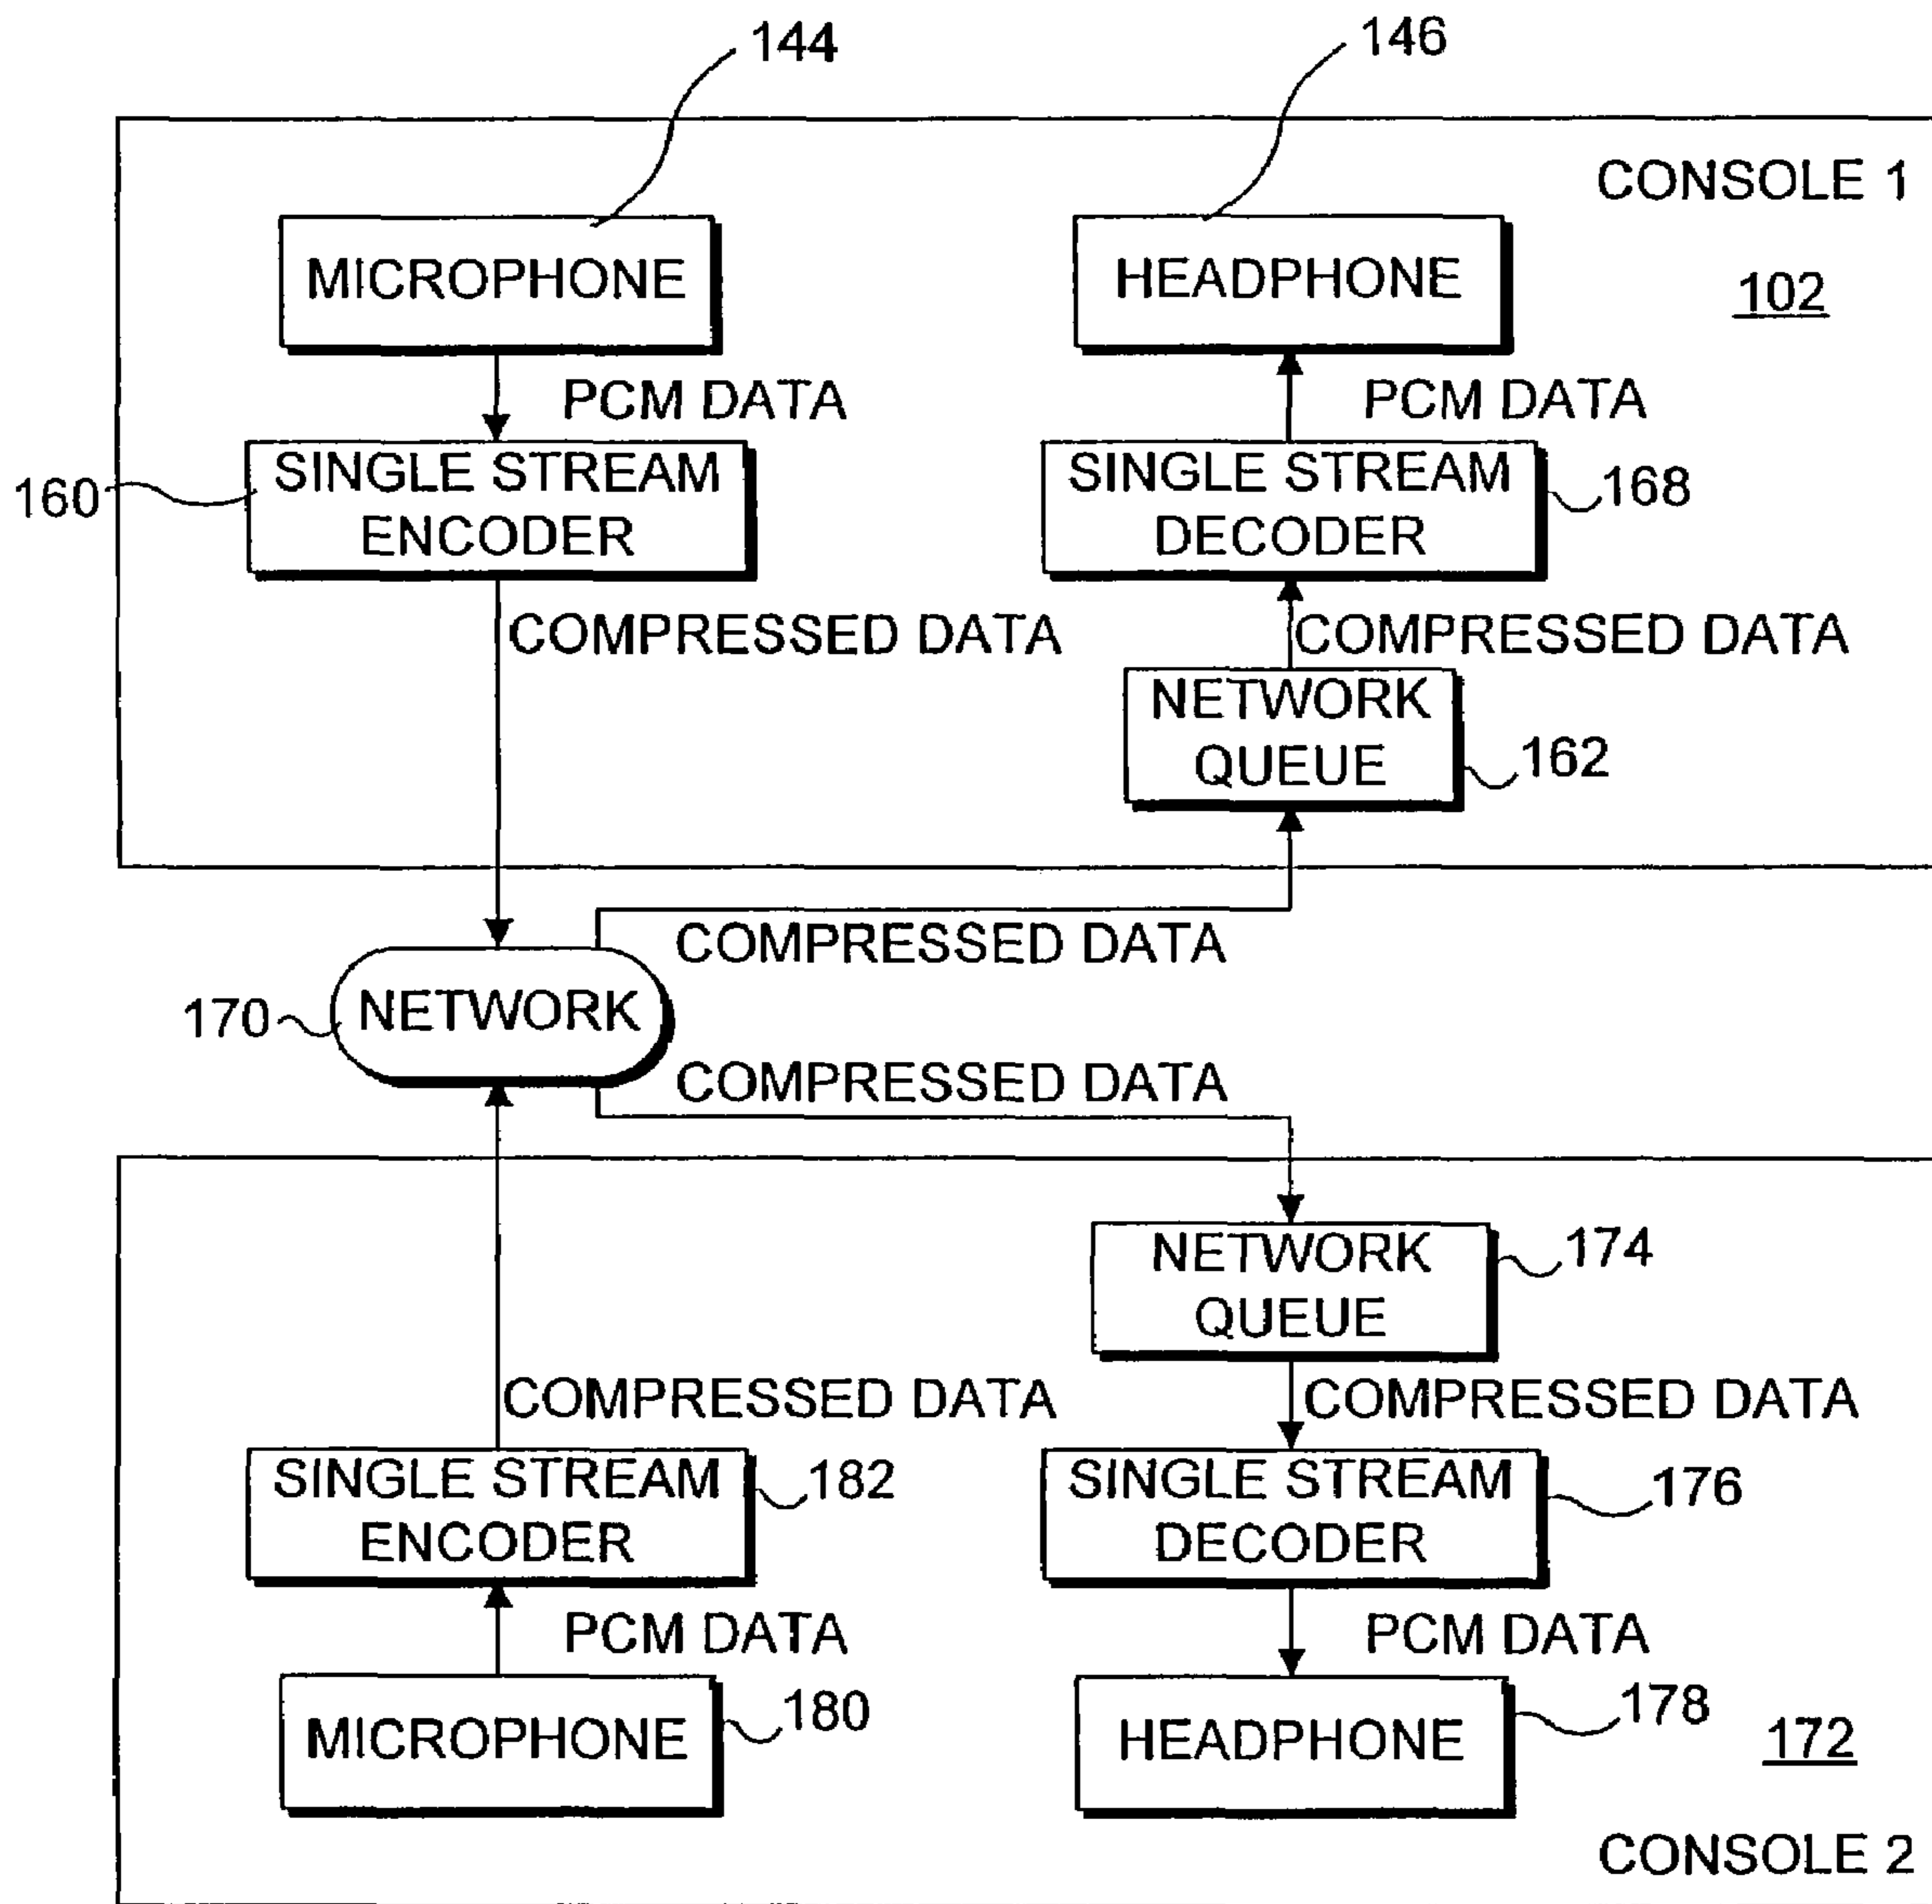 144
146
CONSOLE 1
MICROPHONE
HEADPHONE
102
PCM DATA
PCM DATA
160
SINGLE STREAM
ENCODER
SINGLE STREAM
DECODER
168
COMPRESSED DATA
COMPRESSED DATA
NETWORK
QUEUE
162
COMPRESSED DATA
170
NETWORK
COMPRESSED DATA
NETWORK
QUEUE
174
COMPRESSED DATA
COMPRESSED DATA
SINGLE STREAM
ENCODER
182
SINGLE STREAM
DECODER
176
PCM DATA
PCM DATA
MICROPHONE
180
HEADPHONE
178
172
CONSOLE 2